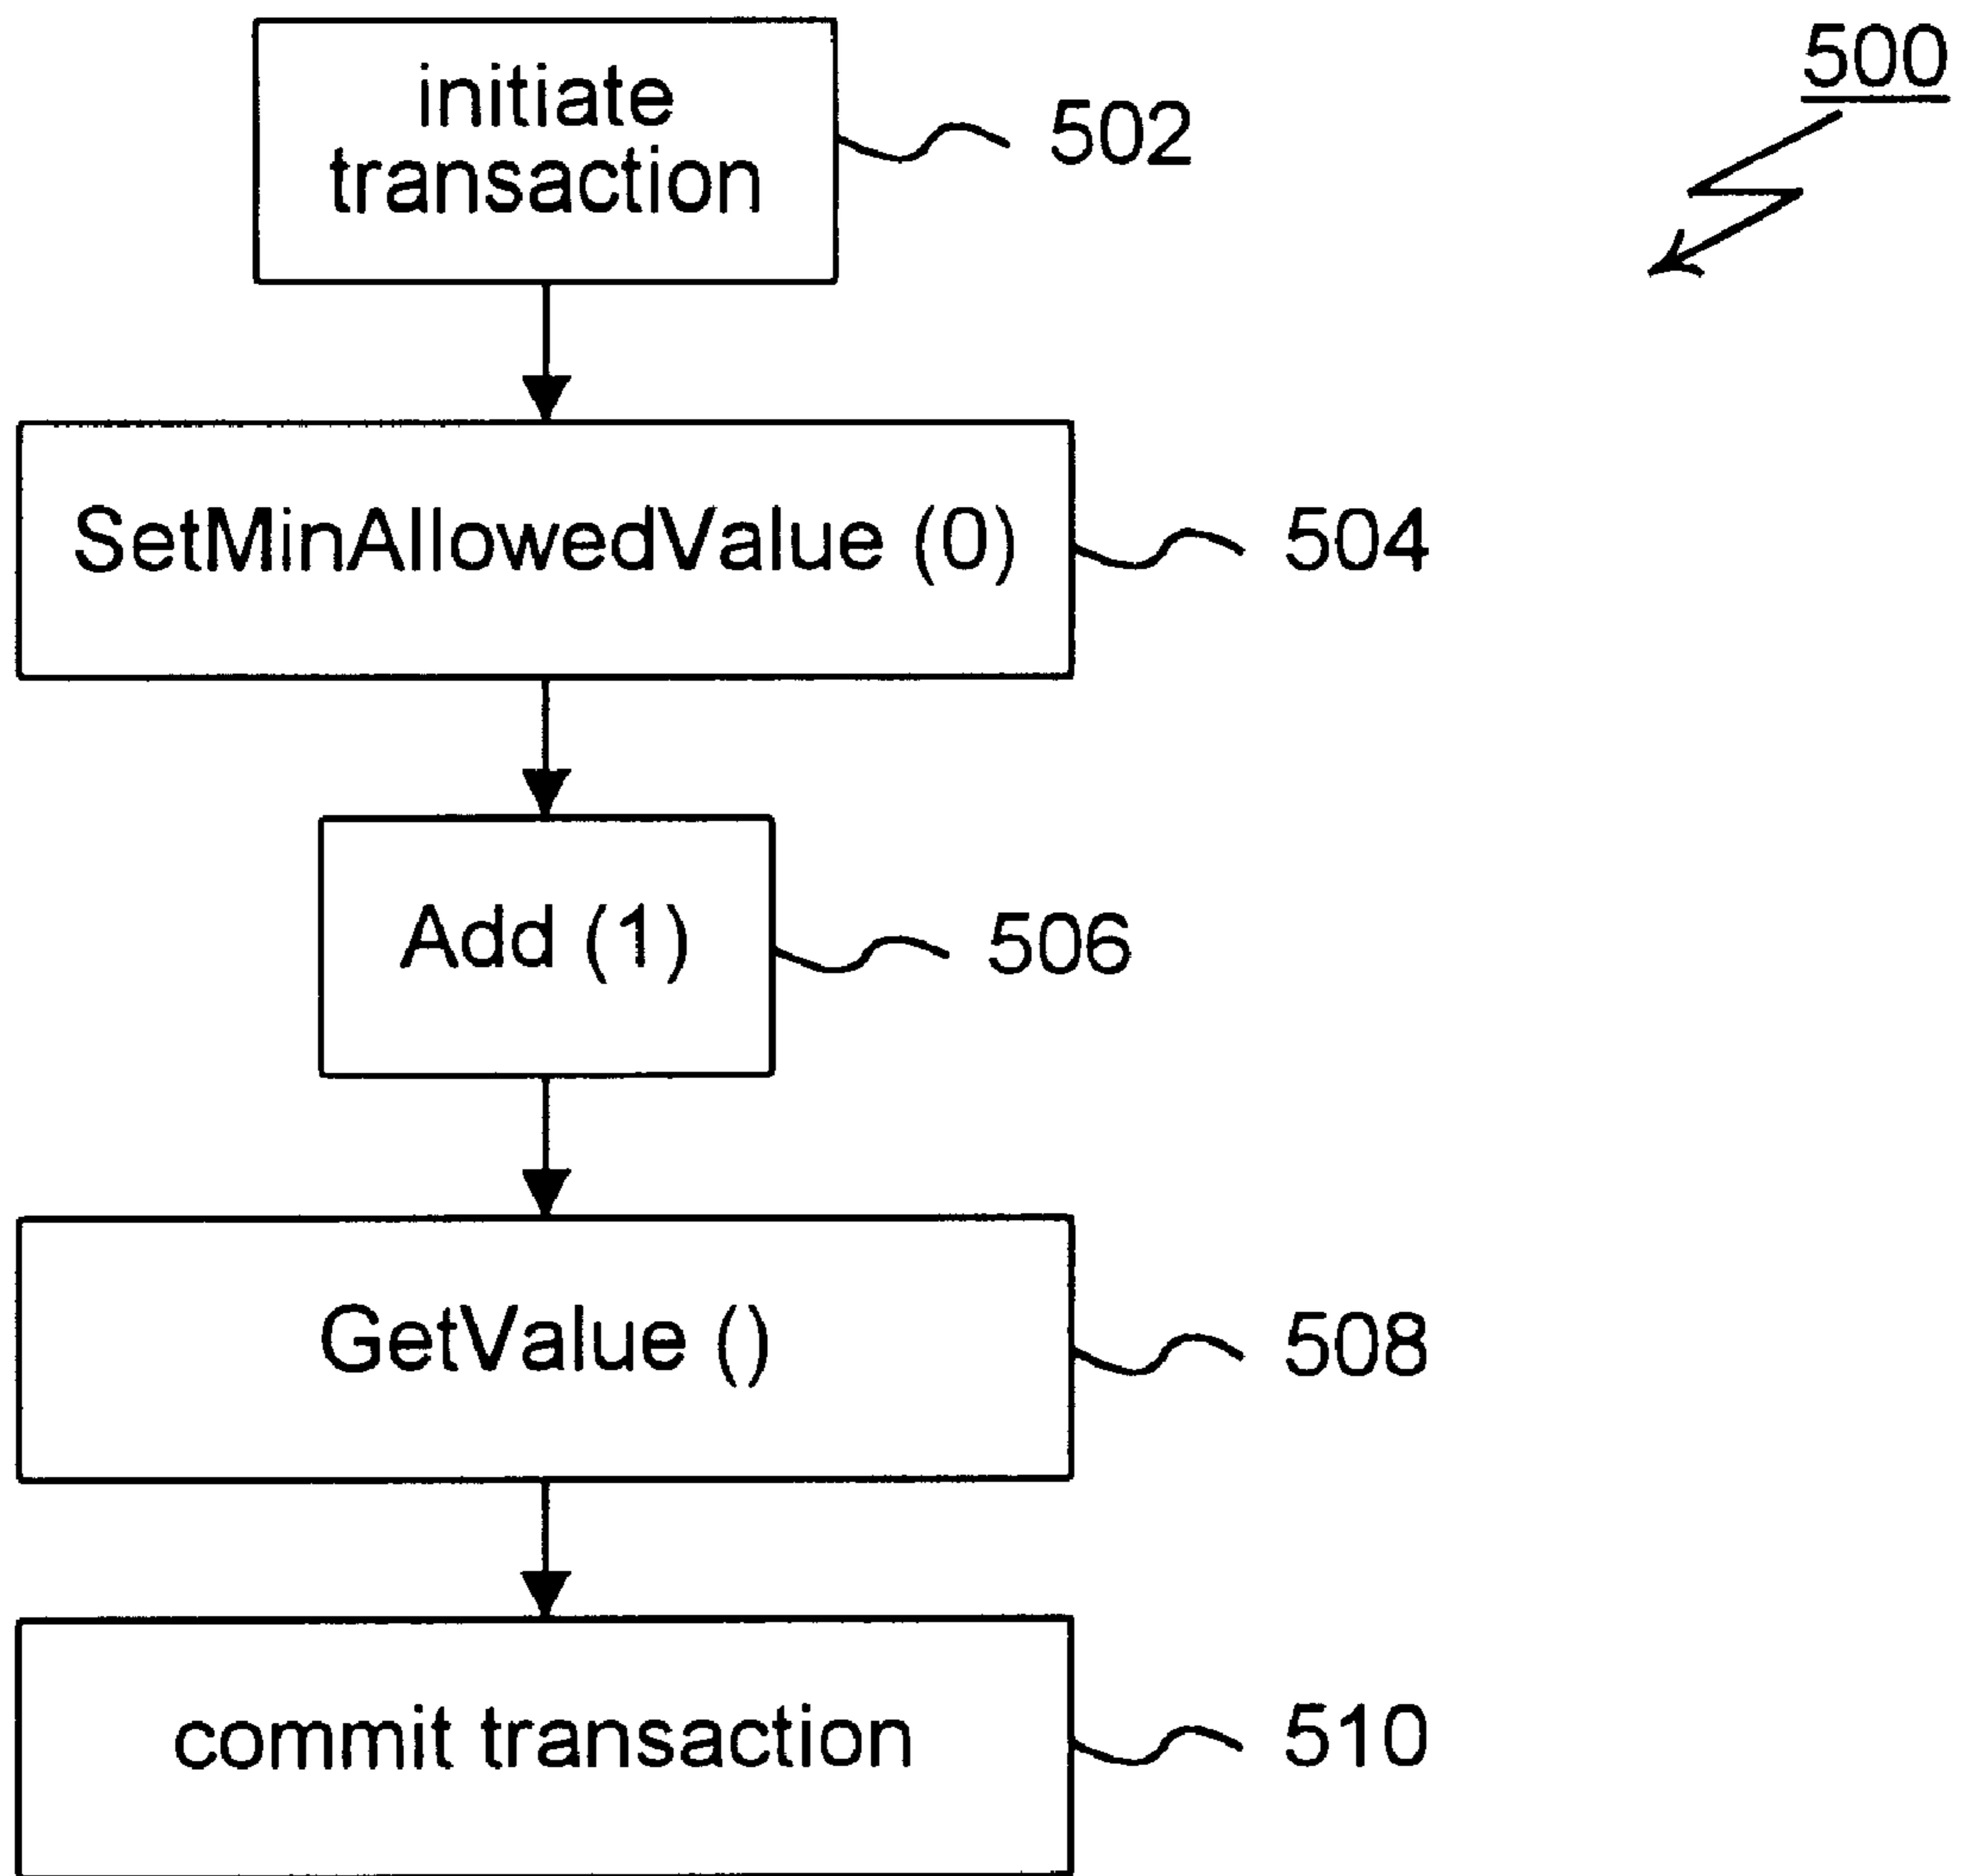 500
initiate
transaction
502
SetMinAllowedValue (0)
504
Add (1)
506
GetValue ()
508
commit transaction
510